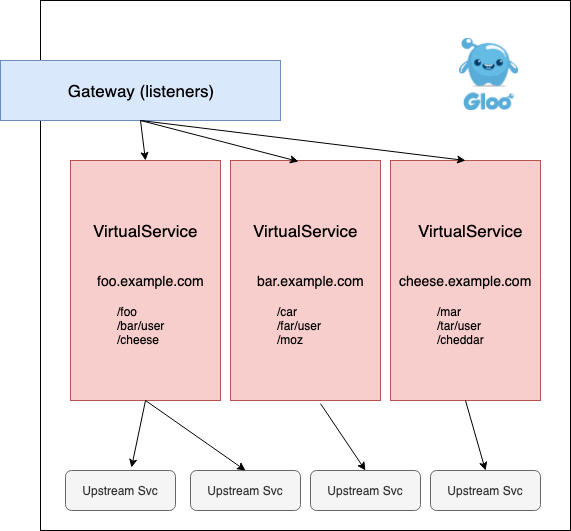 Gateway (listeners)
Gloo
VirtualService
foo.example.com
/foo
/bar/user
/cheese
VirtualService
bar.example.com
/car
/far/user
/moz
VirtualService
cheese.example.com
/mar
/tar/user
/cheddar
Upstream Svc
Upstream Svc
Upstream Svc
Upstream Svc